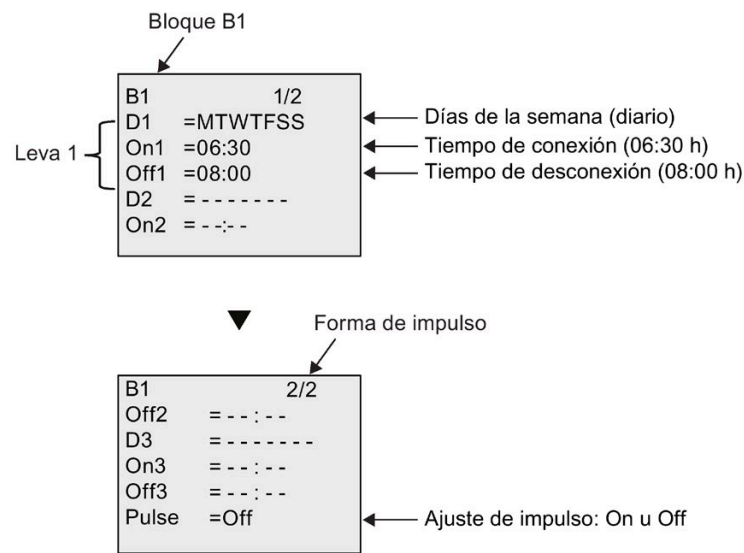 Bloque B1
B1 1/2
D1 =MTWTFSS
Días de la semana (diario)
Leva 1
On1 =06:30
Tiempo de conexión (06:30 h)
Off1 =08:00
Tiempo de desconexión (08:00 h)
D2 = - - - - - - -
On2 = - -:- -
Forma de impulso
B1 2/2
Off2 = - - : - -
D3 = - - - - - - -
On3 = - - : - -
Off3 = - - : - -
Pulse =Off
Ajuste de impulso: On u Off